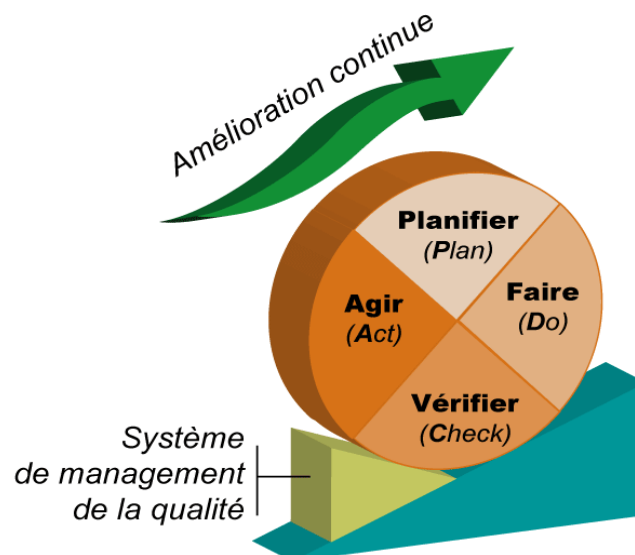 Amélioration continue
Planifier
(Plan)
Faire
(Do)
Agir
(Act)
Vérifier
(Check)
Système
de management
de la qualité